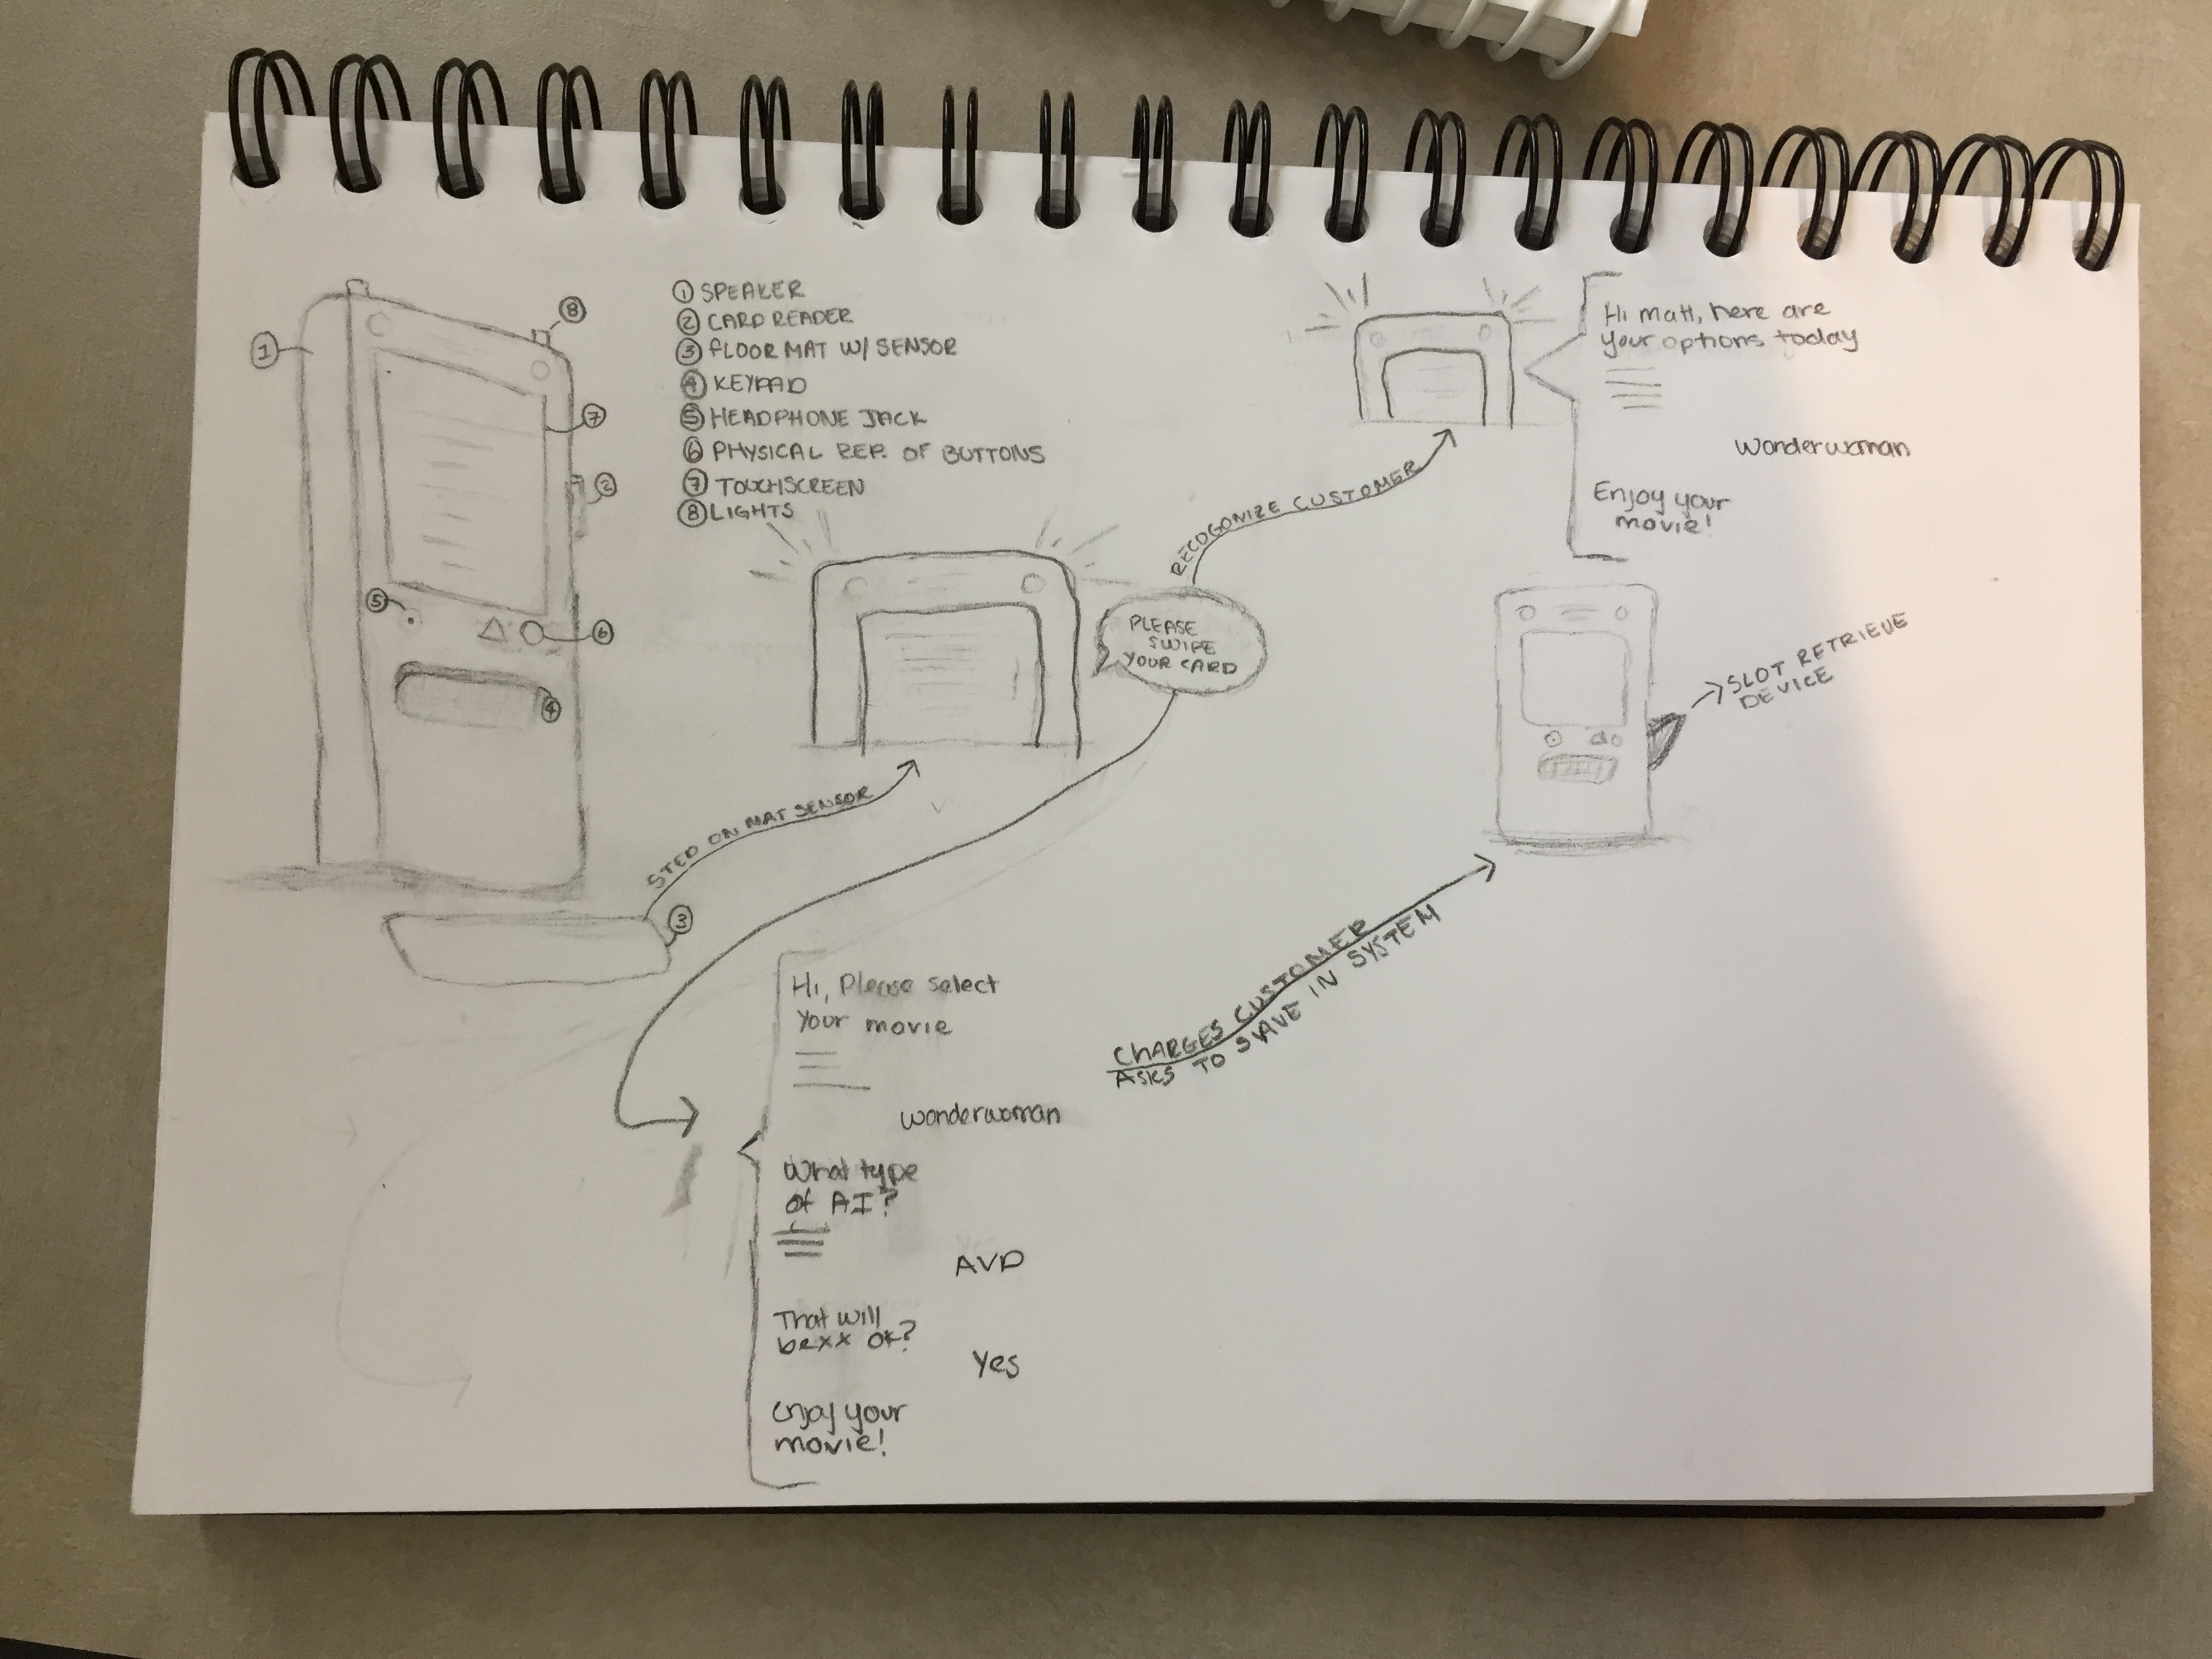 ① SPEAKER
② CARD READER
③ FLOOR MAT W/ SENSOR
④ KEYPAD
⑤ HEADPHONE JACK
⑥ PHYSICAL REP. OF BUTTONS
⑦ TOUCHSCREEN
⑧ LIGHTS
①
⑧
⑦
②
⑤
⑥
④
③
STEP ON MAT SENSOR
PLEASE
SWIPE
YOUR CARD
RECOGONIZE CUSTOMER
Hi Matt, here are
your options today
Wonderwoman
Enjoy your
movie!
Hi, Please select
Your movie
Wonderwoman
What type
of AI?
AVD
That will
be xx ok?
Yes
Enjoy your
movie!
CHARGES CUSTOMER
ASKS TO SAVE IN SYSTEM
SLOT RETRIEVE
DEVICE